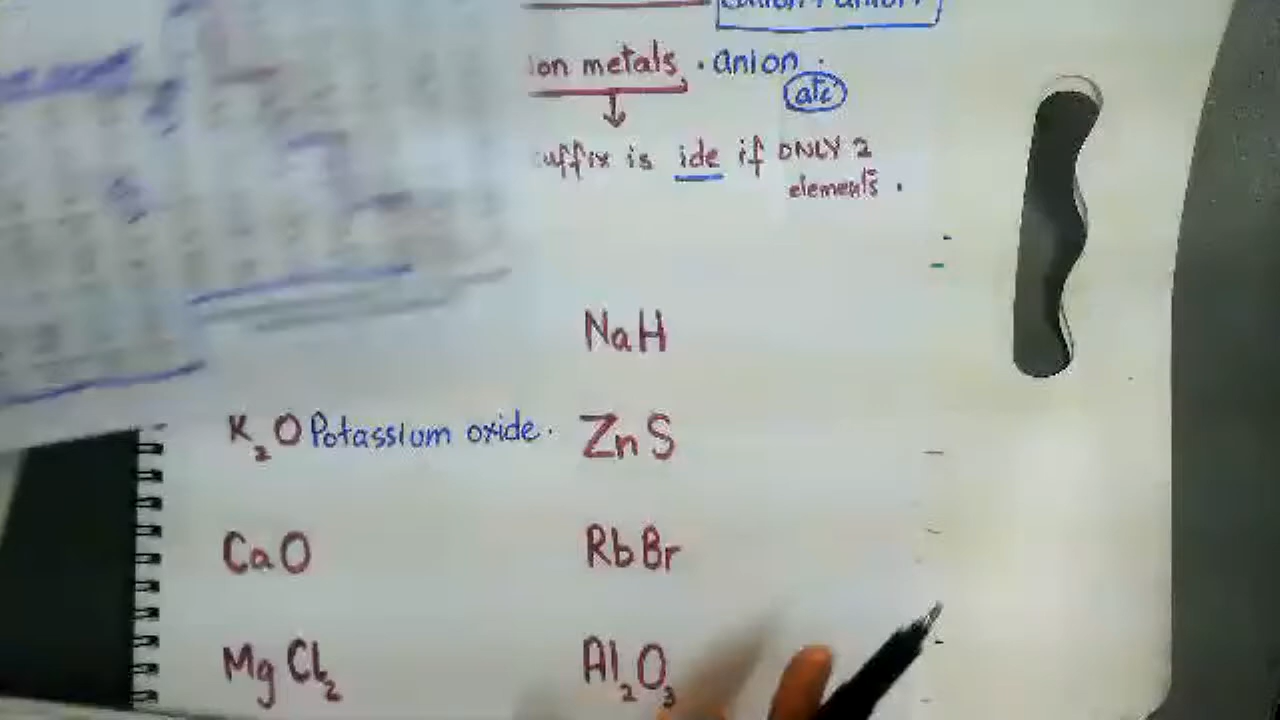 ion metals, . anion .
ate
uffix is ide if ONLY 2
elements .
NaH
K2O Potassium oxide. ZnS
CaO RbBr
MgCl2 Al2O3